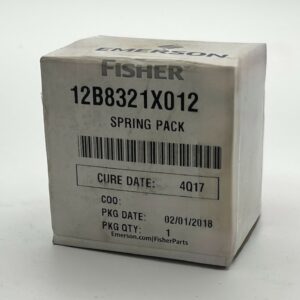 EMERSON
FISHER
12B8321X012
SPRING PACK
CURE DATE: 4Q17
COO:
PKG DATE: 02/01/2018
PKG QTY: 1
Emerson.com/FisherParts